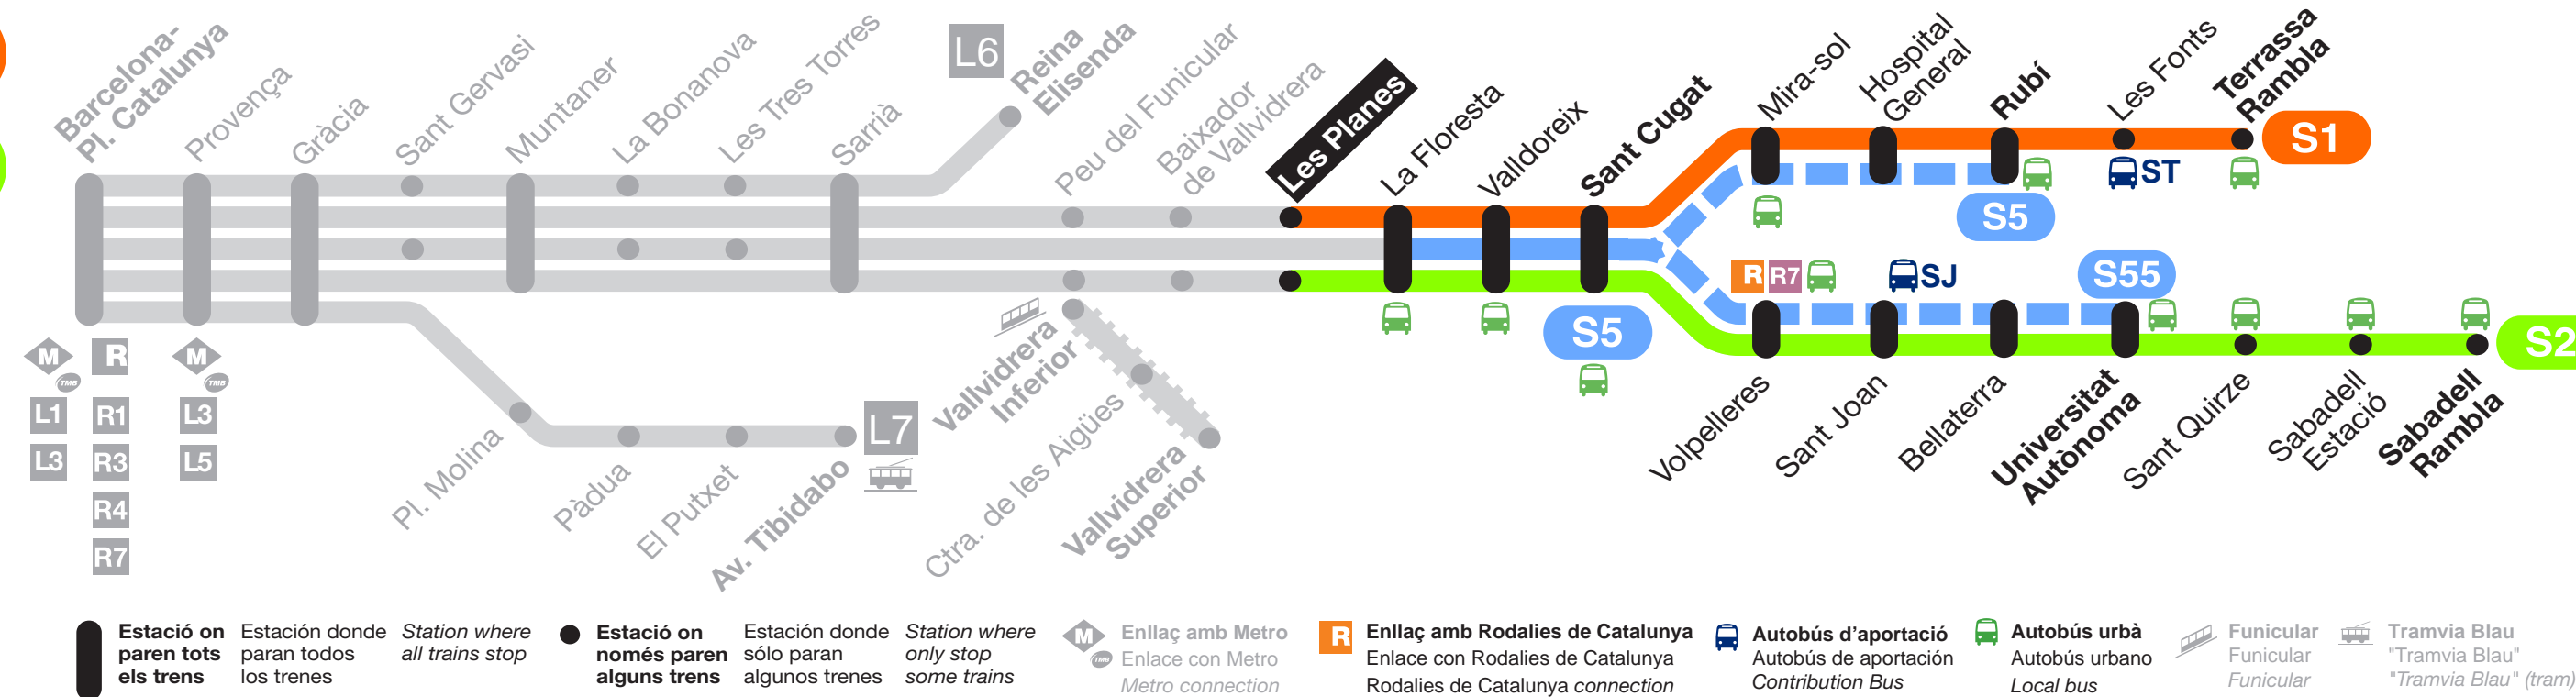 Barcelona-
Pl. Catalunya
Provença
Gràcia
Sant Gervasi
Muntaner
La Bonanova
Les Tres Torres
Sarrià
L6
Reina
Elisenda
Peu del Funicular
Baixador
de Vallvidrera
Les Planes
La Floresta
Valldoreix
Sant Cugat
Mira-sol
Hospital
General
Rubí
Les Fonts
Terrassa
Rambla
S1
ST
S5
R R7
SJ
S55
S5
S2
M
TMB
L1
L3
R
R1
R3
R4
R7
M
TMB
L3
L5
Pl. Molina
Pàdua
El Putxet
Av. Tibidabo
L7
Vallvidrera
Inferior
Ctra. de les Aigües
Vallvidrera
Superior
Volpelleres
Sant Joan
Bellaterra
Universitat
Autònoma
Sant Quirze
Sabadell
Estació
Sabadell
Rambla
Estació on
paren tots
els trens
Estación donde
paran todos
los trenes
Station where
all trains stop
Estació on
només paren
alguns trens
Estación donde
sólo paran
algunos trenes
Station where
only stop
some trains
M
TMB
Enllaç amb Metro
Enlace con Metro
Metro connection
R
Enllaç amb Rodalies de Catalunya
Enlace con Rodalies de Catalunya
Rodalies de Catalunya connection
Autobús d'aportació
Autobús de aportación
Contribution Bus
Autobús urbà
Autobús urbano
Local bus
Funicular
Funicular
Funicular
Tramvia Blau
"Tramvia Blau"
"Tramvia Blau" (tram)